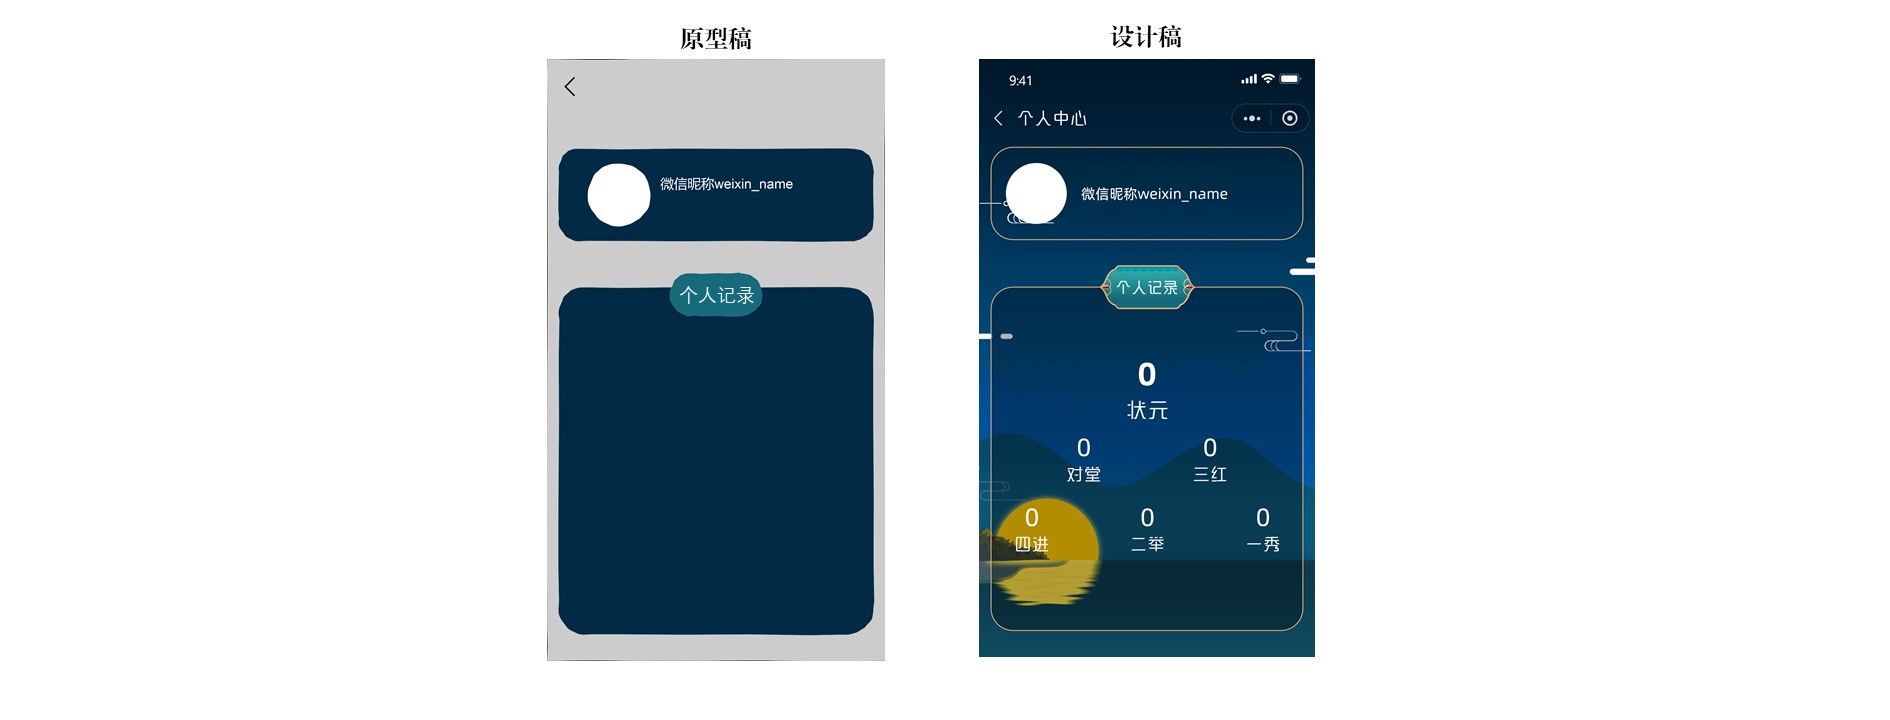 原型稿
微信昵称weixin_name
个人记录
设计稿
9:41
个人中心
微信昵称weixin_name
个人记录
0
状元
0
对堂
0
三红
0
四进
0
二举
0
一秀